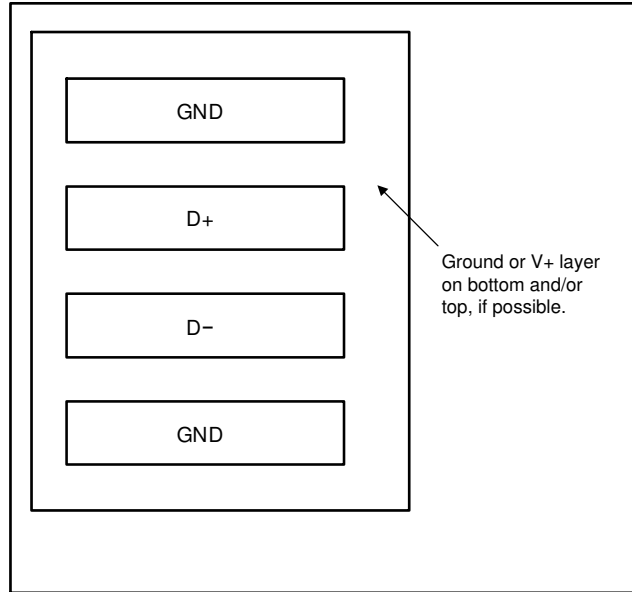 GND
D+
D−
GND
Ground or V+ layer
on bottom and/or
top, if possible.